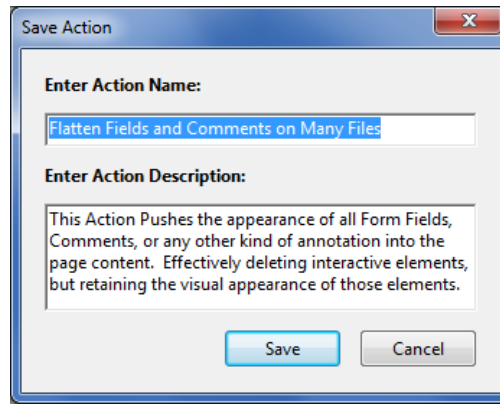 Save Action
Enter Action Name:
Flatten Fields and Comments on Many Files
Enter Action Description:
This Action Pushes the appearance of all Form Fields,
Comments, or any other kind of annotation into the
page content.  Effectively deleting interactive elements,
but retaining the visual appearance of those elements.
Save Cancel